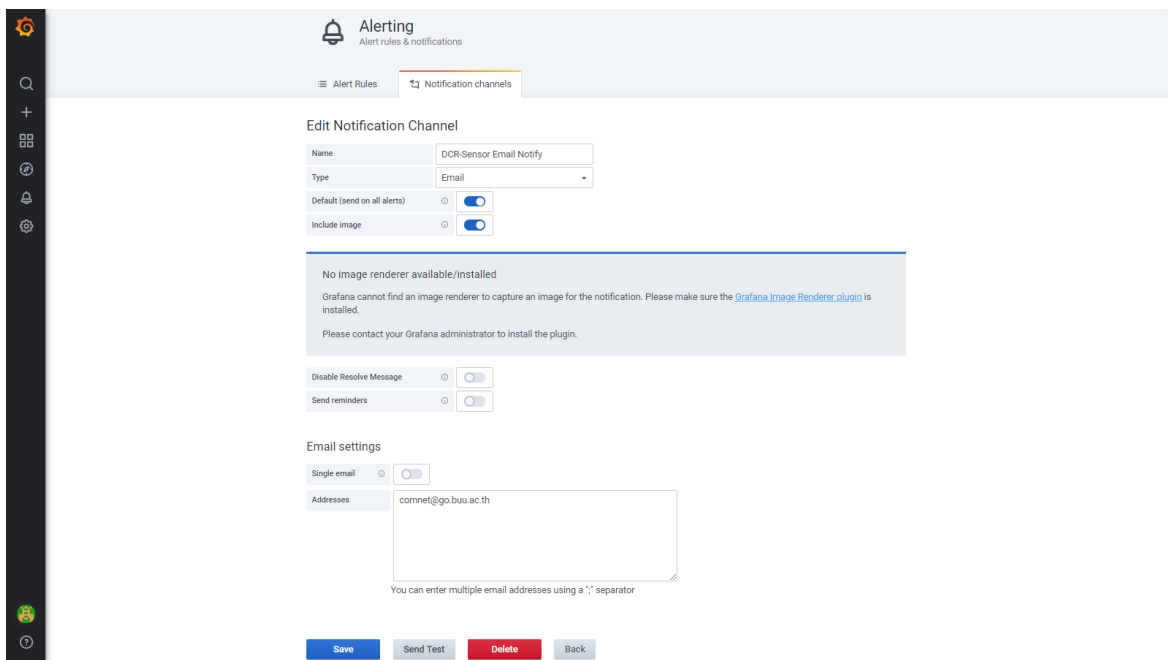 Alerting
Alert rules & notifications
Alert Rules
Notification channels
Edit Notification Channel
Name
DCR-Sensor Email Notify
Type
Email
Default (send on all alerts)
Include image
No image renderer available/installed
Grafana cannot find an image renderer to capture an image for the notification. Please make sure the Grafana Image Renderer plugin is
installed.
Please contact your Grafana administrator to install the plugin.
Disable Resolve Message
Send reminders
Email settings
Single email
Addresses
comnet@go.buu.ac.th
You can enter multiple email addresses using a ";" separator
Save
Send Test
Delete
Back